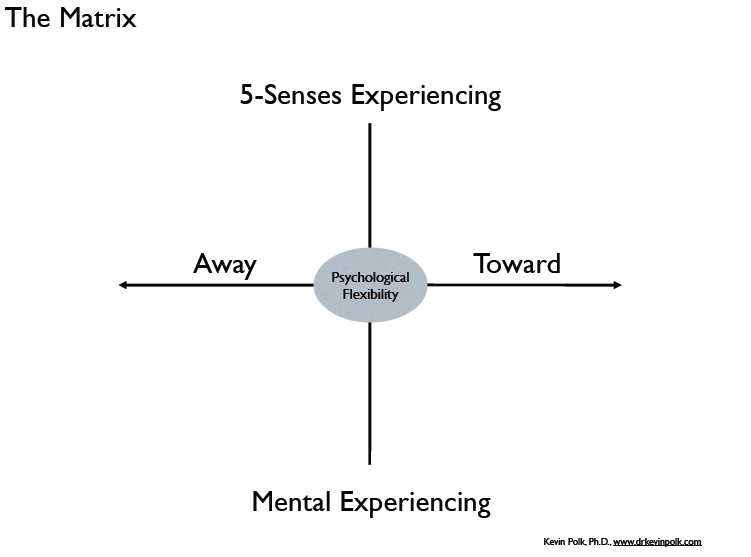 The Matrix
5-Senses Experiencing
Away
Toward
Psychological
Flexibility
Mental Experiencing
Kevin Polk, Ph.D., www.drkevinpolk.com